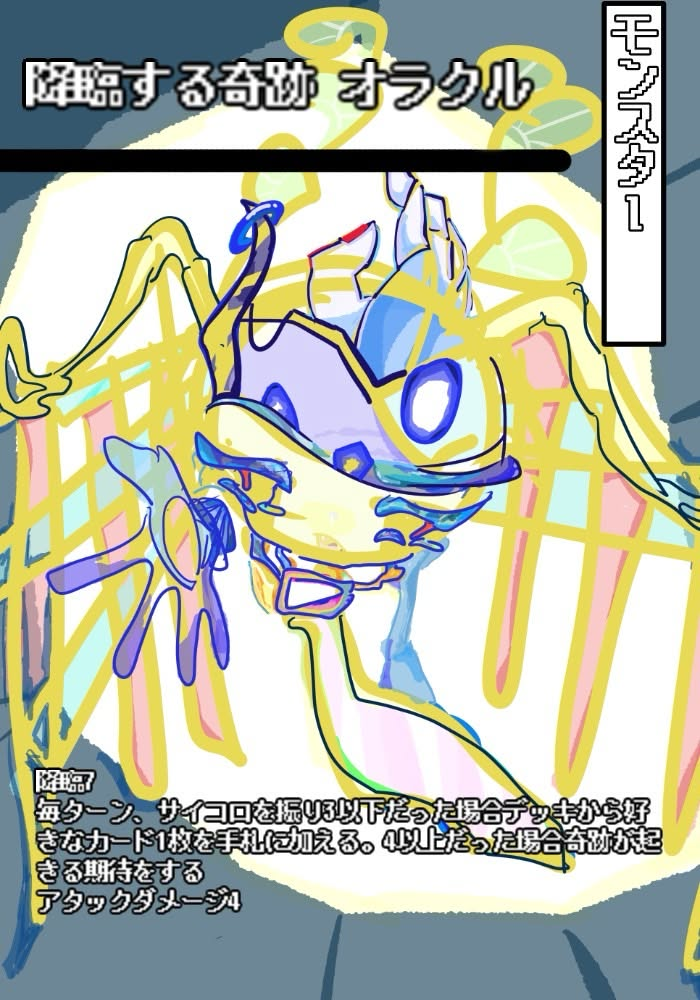 降臨する奇跡 オラクル
モンスター
降臨7
毎ターン、サイコロを振り3以下だった場合デッキから好
きなカード1枚を手札に加える。4以上だった場合奇跡が起
きる期待をする
アタックダメージ4